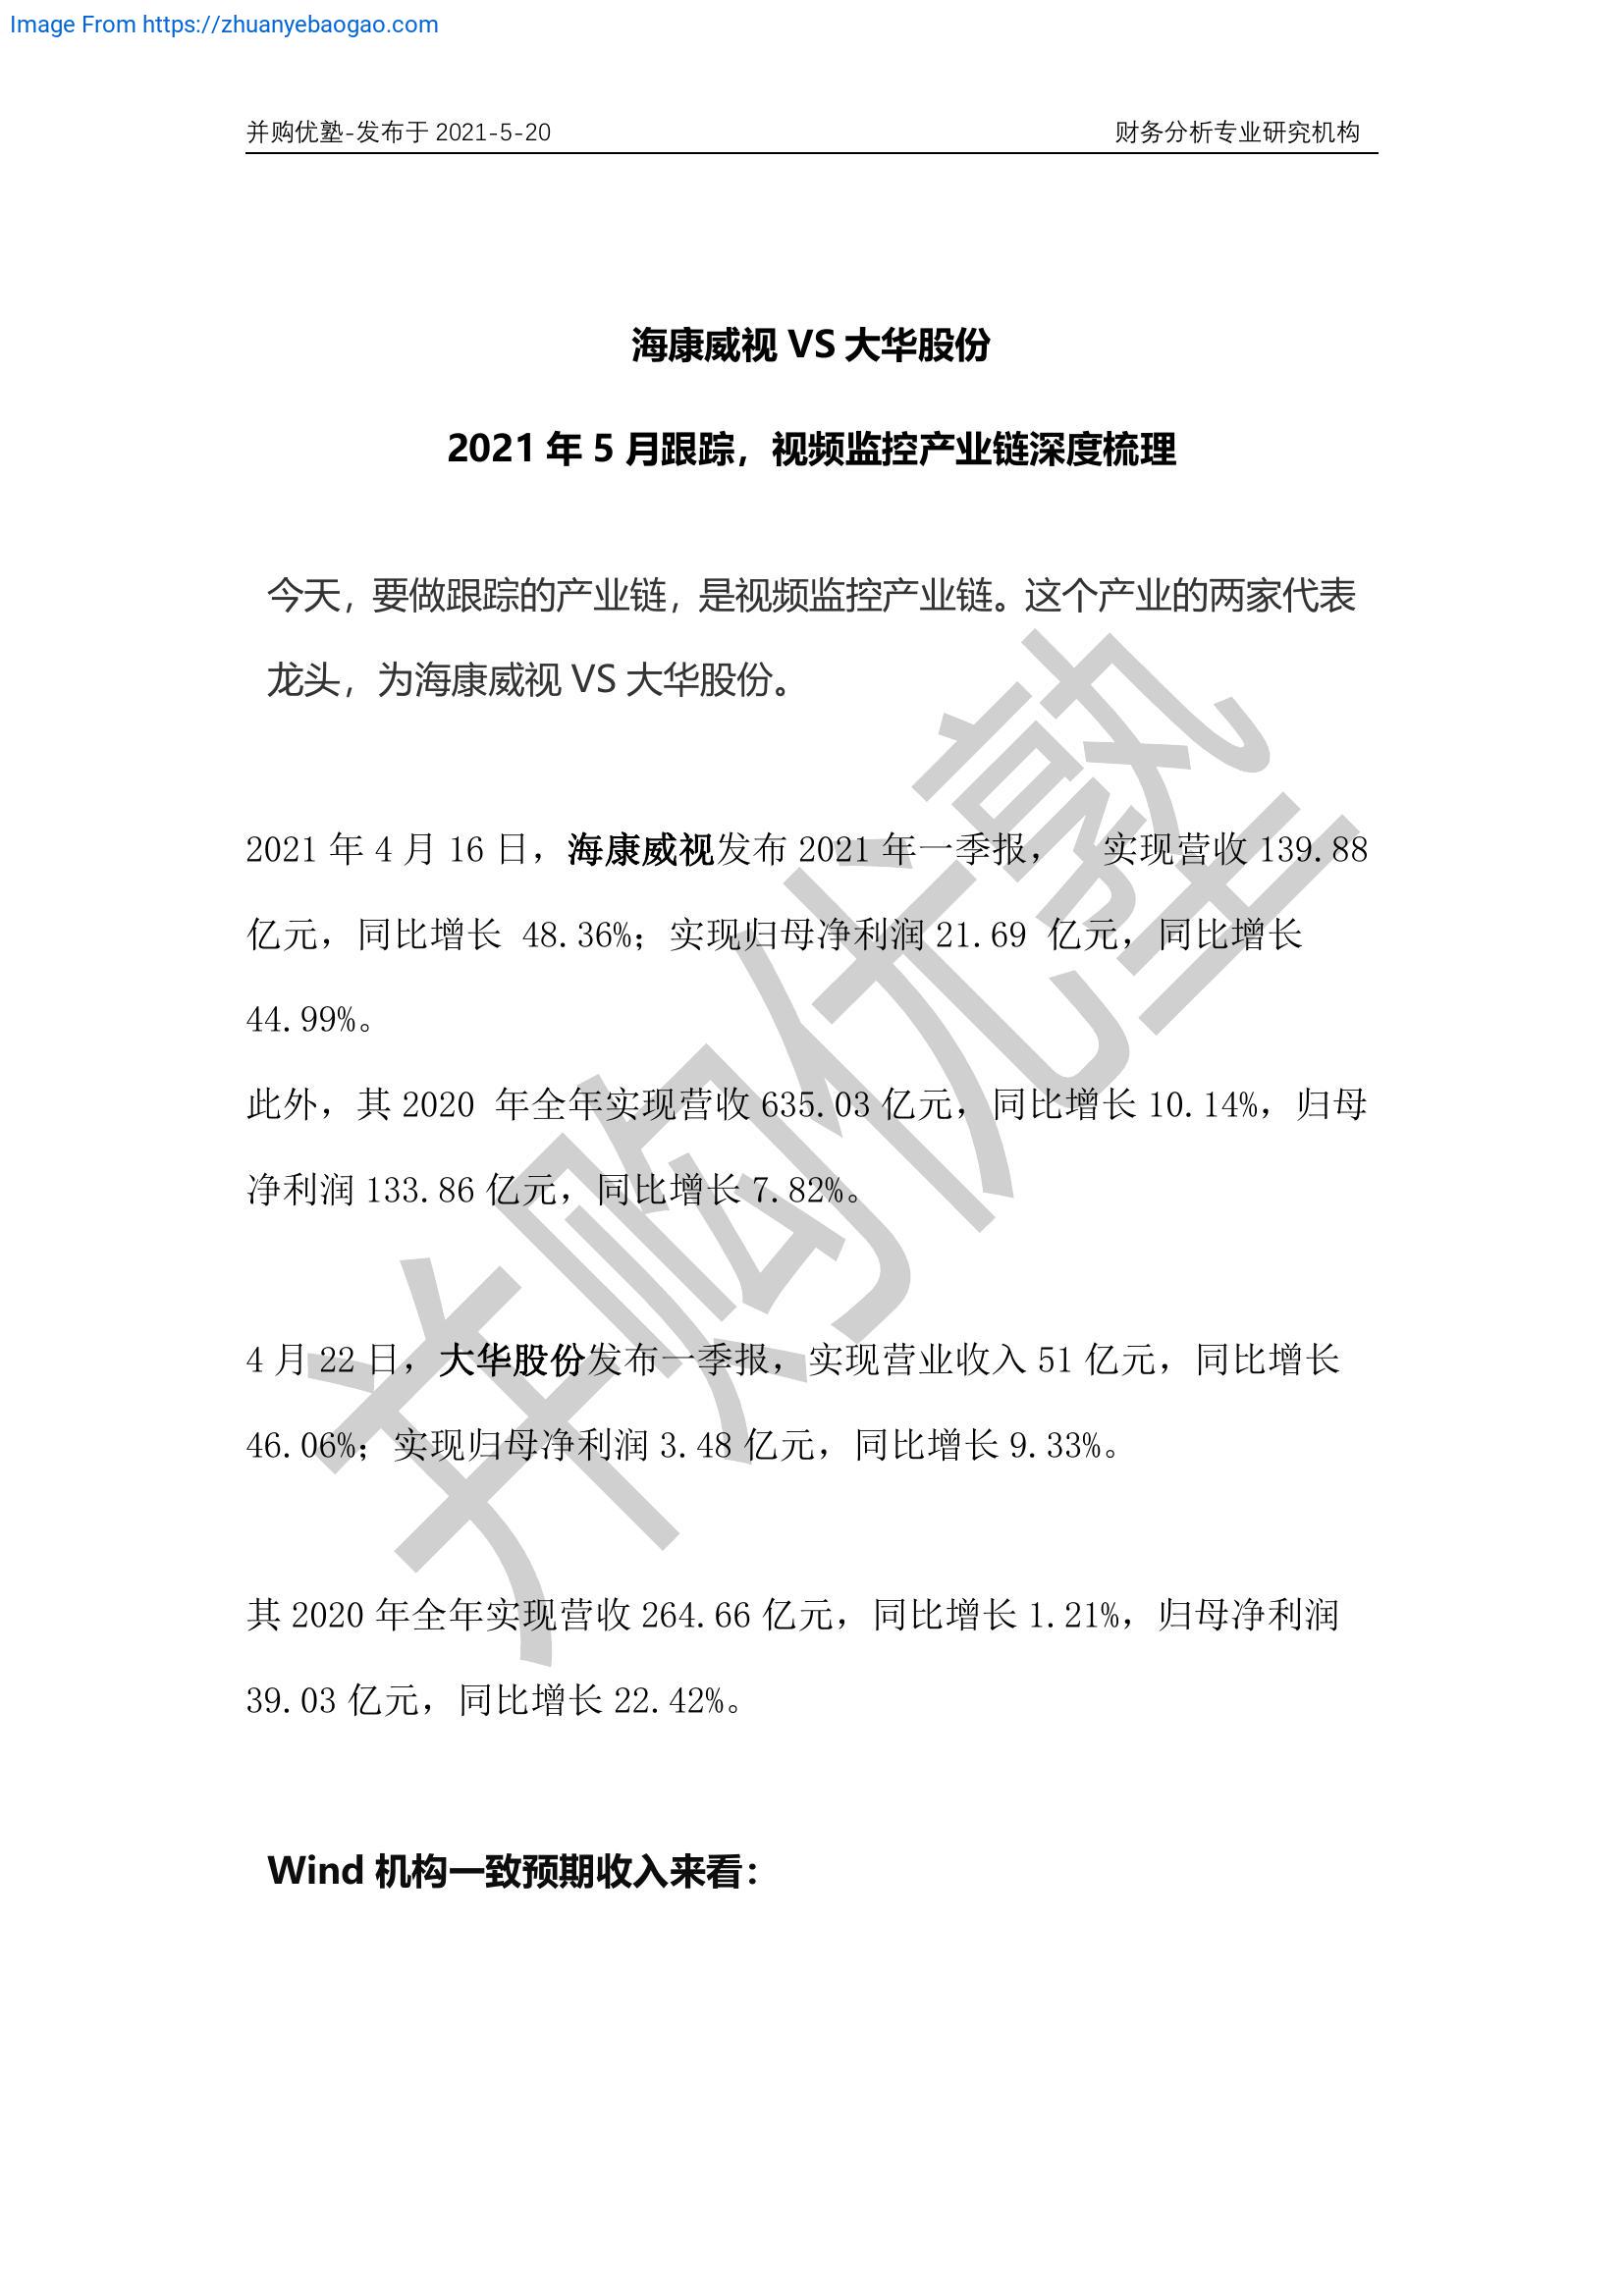 Image From https://zhuanyebaogao.com
并购优塾-发布于 2021-5-20 财务分析专业研究机构
海康威视 VS 大华股份
2021 年 5 月跟踪，视频监控产业链深度梳理
今天，要做跟踪的产业链，是视频监控产业链。这个产业的两家代表
龙头，为海康威视 VS 大华股份。
2021 年 4 月 16 日，海康威视发布 2021 年一季报， 实现营收 139.88
亿元，同比增长 48.36%；实现归母净利润 21.69 亿元，同比增长
44.99%。
此外，其 2020 年全年实现营收 635.03 亿元，同比增长 10.14%，归母
净利润 133.86 亿元，同比增长 7.82%。
4 月 22 日，大华股份发布一季报，实现营业收入 51 亿元，同比增长
46.06%；实现归母净利润 3.48 亿元，同比增长 9.33%。
其 2020 年全年实现营收 264.66 亿元，同比增长 1.21%，归母净利润
39.03 亿元，同比增长 22.42%。
Wind 机构一致预期收入来看：
并购优塾